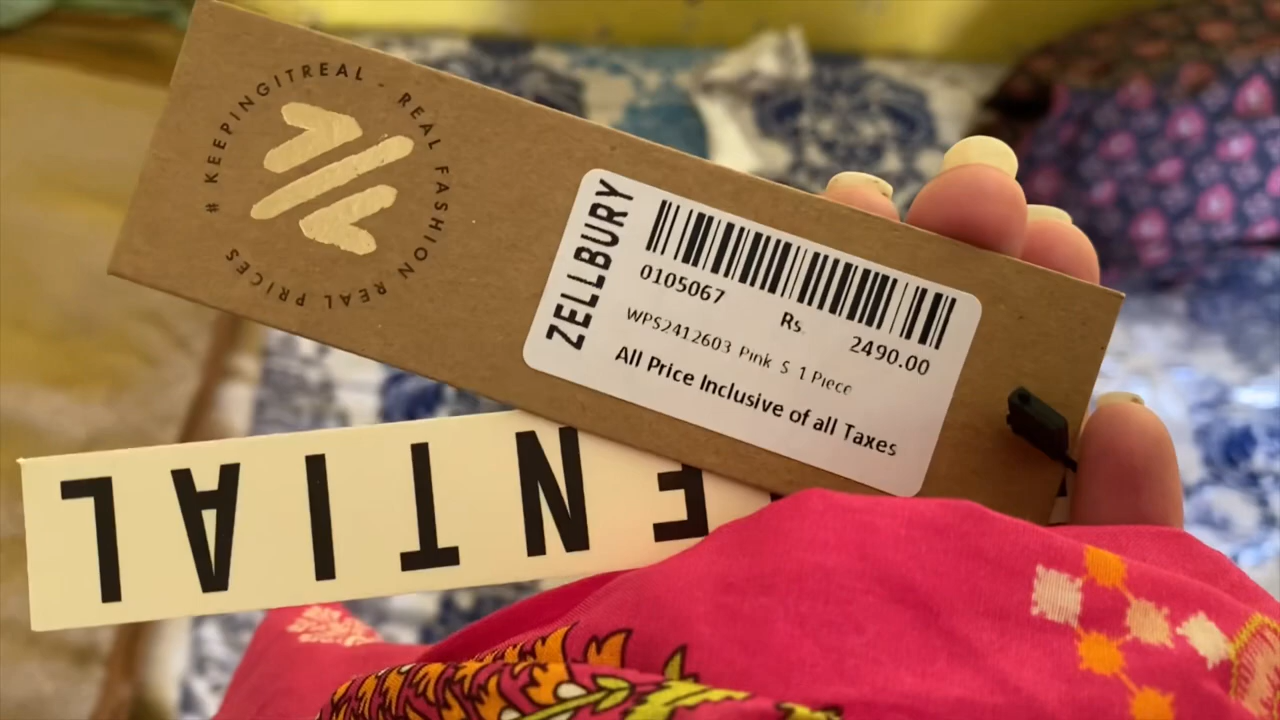 # KEEPINGITREAL - REAL FASHION REAL PRICES
ZELLBURY
0105067
Rs. 2490.00
WPS2412603 Pink S 1 Piece
All Price Inclusive of all Taxes
ENTIAL